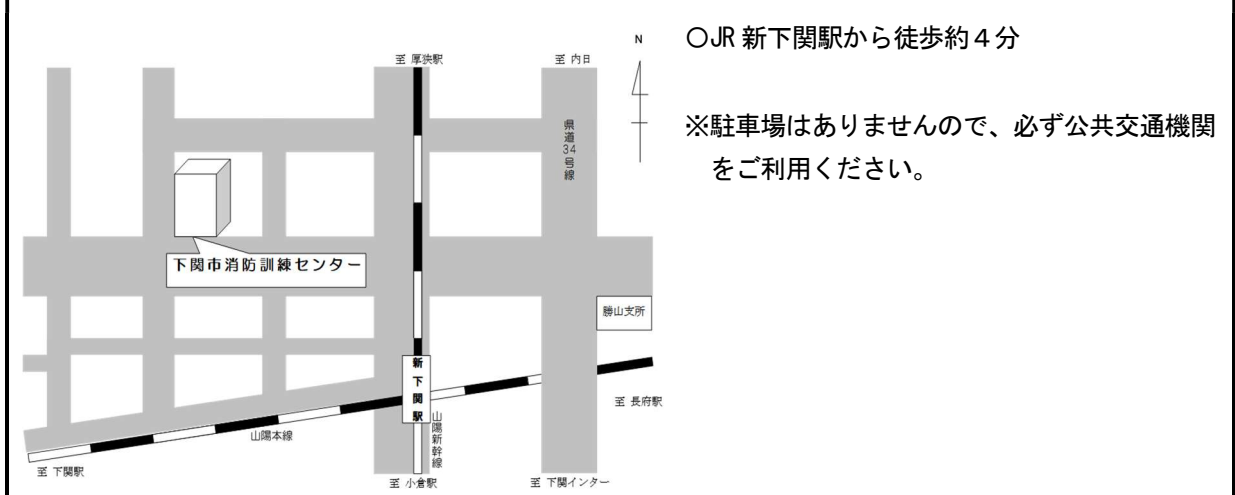 〇JR新下関駅から徒歩約４分
※駐車場はありませんので、必ず公共交通機関
をご利用ください。
N
至 厚狭駅
至 内日
県道34号線
下関市消防訓練センター
勝山支所
新下関駅
至 長府駅
山陽本線
山陽新幹線
至 下関駅
至 小倉駅
至 下関インター